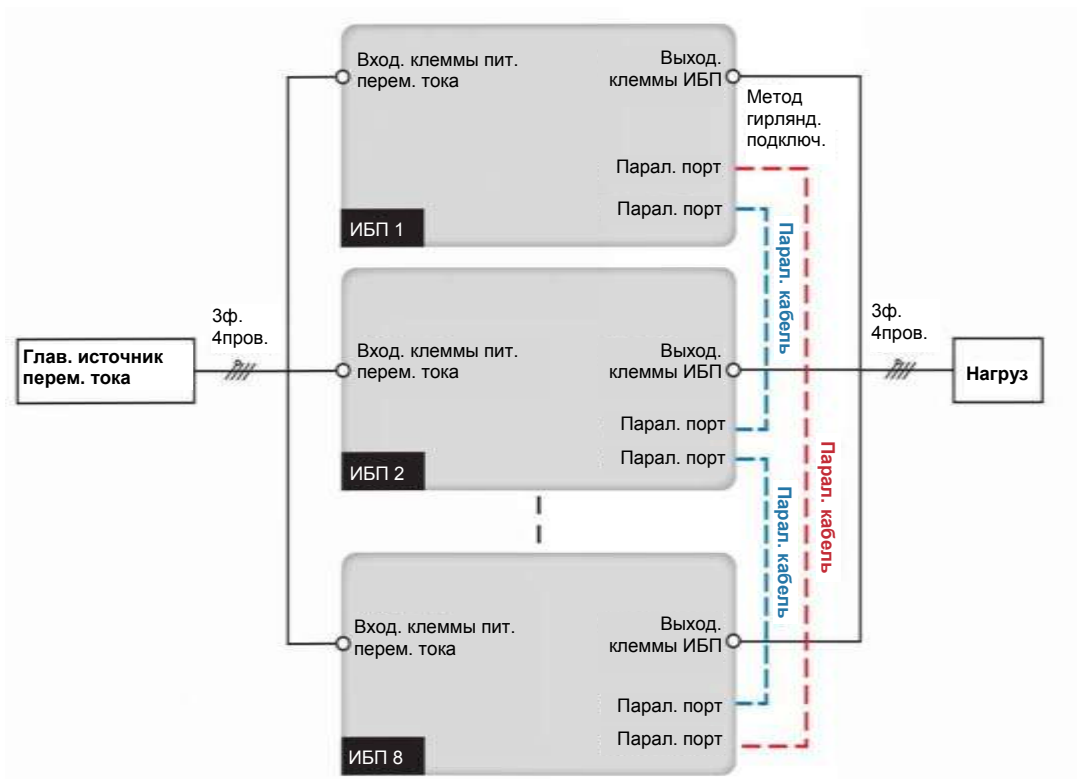 Вход. клеммы пит.
перем. тока
Выход.
клеммы ИБП
Метод
гирлянд.
подключ.
Парал. порт
Парал. порт
ИБП 1
Парал. кабель
3ф.
4пров.
Глав. источник
перем. тока
Вход. клеммы пит.
перем. тока
Выход.
клеммы ИБП
3ф.
4пров.
Нагруз
Парал. порт
Парал. порт
ИБП 2
Парал. кабель
Парал. кабель
Вход. клеммы пит.
перем. тока
Выход.
клеммы ИБП
Парал. порт
Парал. порт
ИБП 8